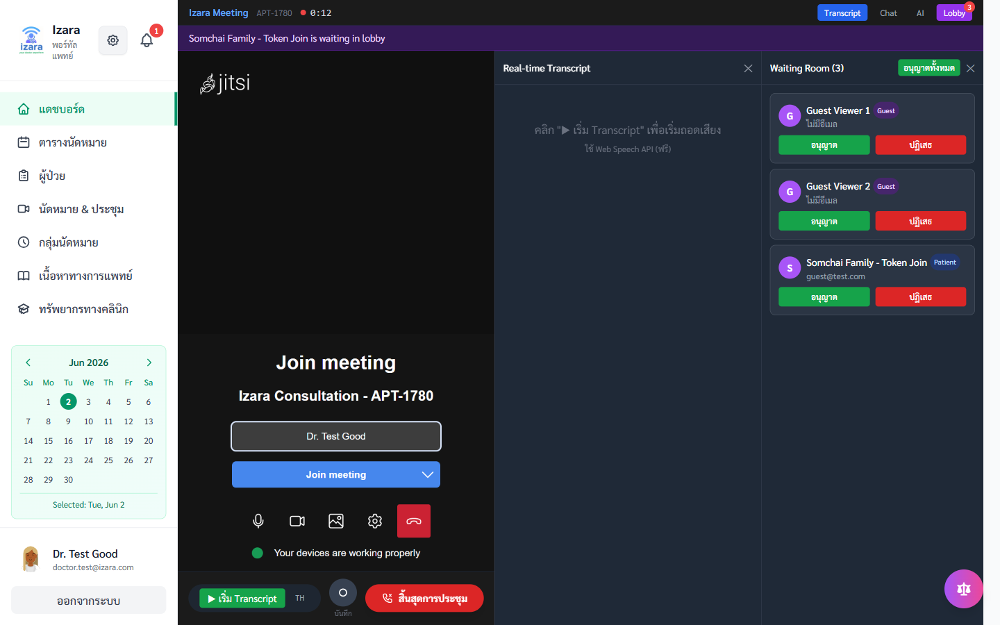 izara
Izara
พอร์ทัล
แพทย์
1
แดชบอร์ด
ตารางนัดหมาย
ผู้ป่วย
นัดหมาย & ประชุม
กลุ่มนัดหมาย
เนื้อหาทางการแพทย์
ทรัพยากรทางคลินิก
Jun 2026
Su Mo Tu We Th Fr Sa
1 2 3 4 5 6
7 8 9 10 11 12 13
14 15 16 17 18 19 20
21 22 23 24 25 26 27
28 29 30
Selected: Tue, Jun 2
Dr. Test Good
doctor.test@izara.com
ออกจากระบบ
Izara Meeting APT-1780 0:12
Transcript Chat AI Lobby 3
Somchai Family - Token Join is waiting in lobby
jitsi
Join meeting
Izara Consultation - APT-1780
Dr. Test Good
Join meeting
Your devices are working properly
▶ เริ่ม Transcript TH
บันทึก
สิ้นสุดการประชุม
Real-time Transcript
คลิก "▶ เริ่ม Transcript" เพื่อเริ่มถอดเสียง
ใช้ Web Speech API (ฟรี)
Waiting Room (3) อนุญาตทั้งหมด
G Guest Viewer 1 Guest
ไม่มีอีเมล
อนุญาต ปฏิเสธ
G Guest Viewer 2 Guest
ไม่มีอีเมล
อนุญาต ปฏิเสธ
S Somchai Family - Token Join Patient
guest@test.com
อนุญาต ปฏิเสธ